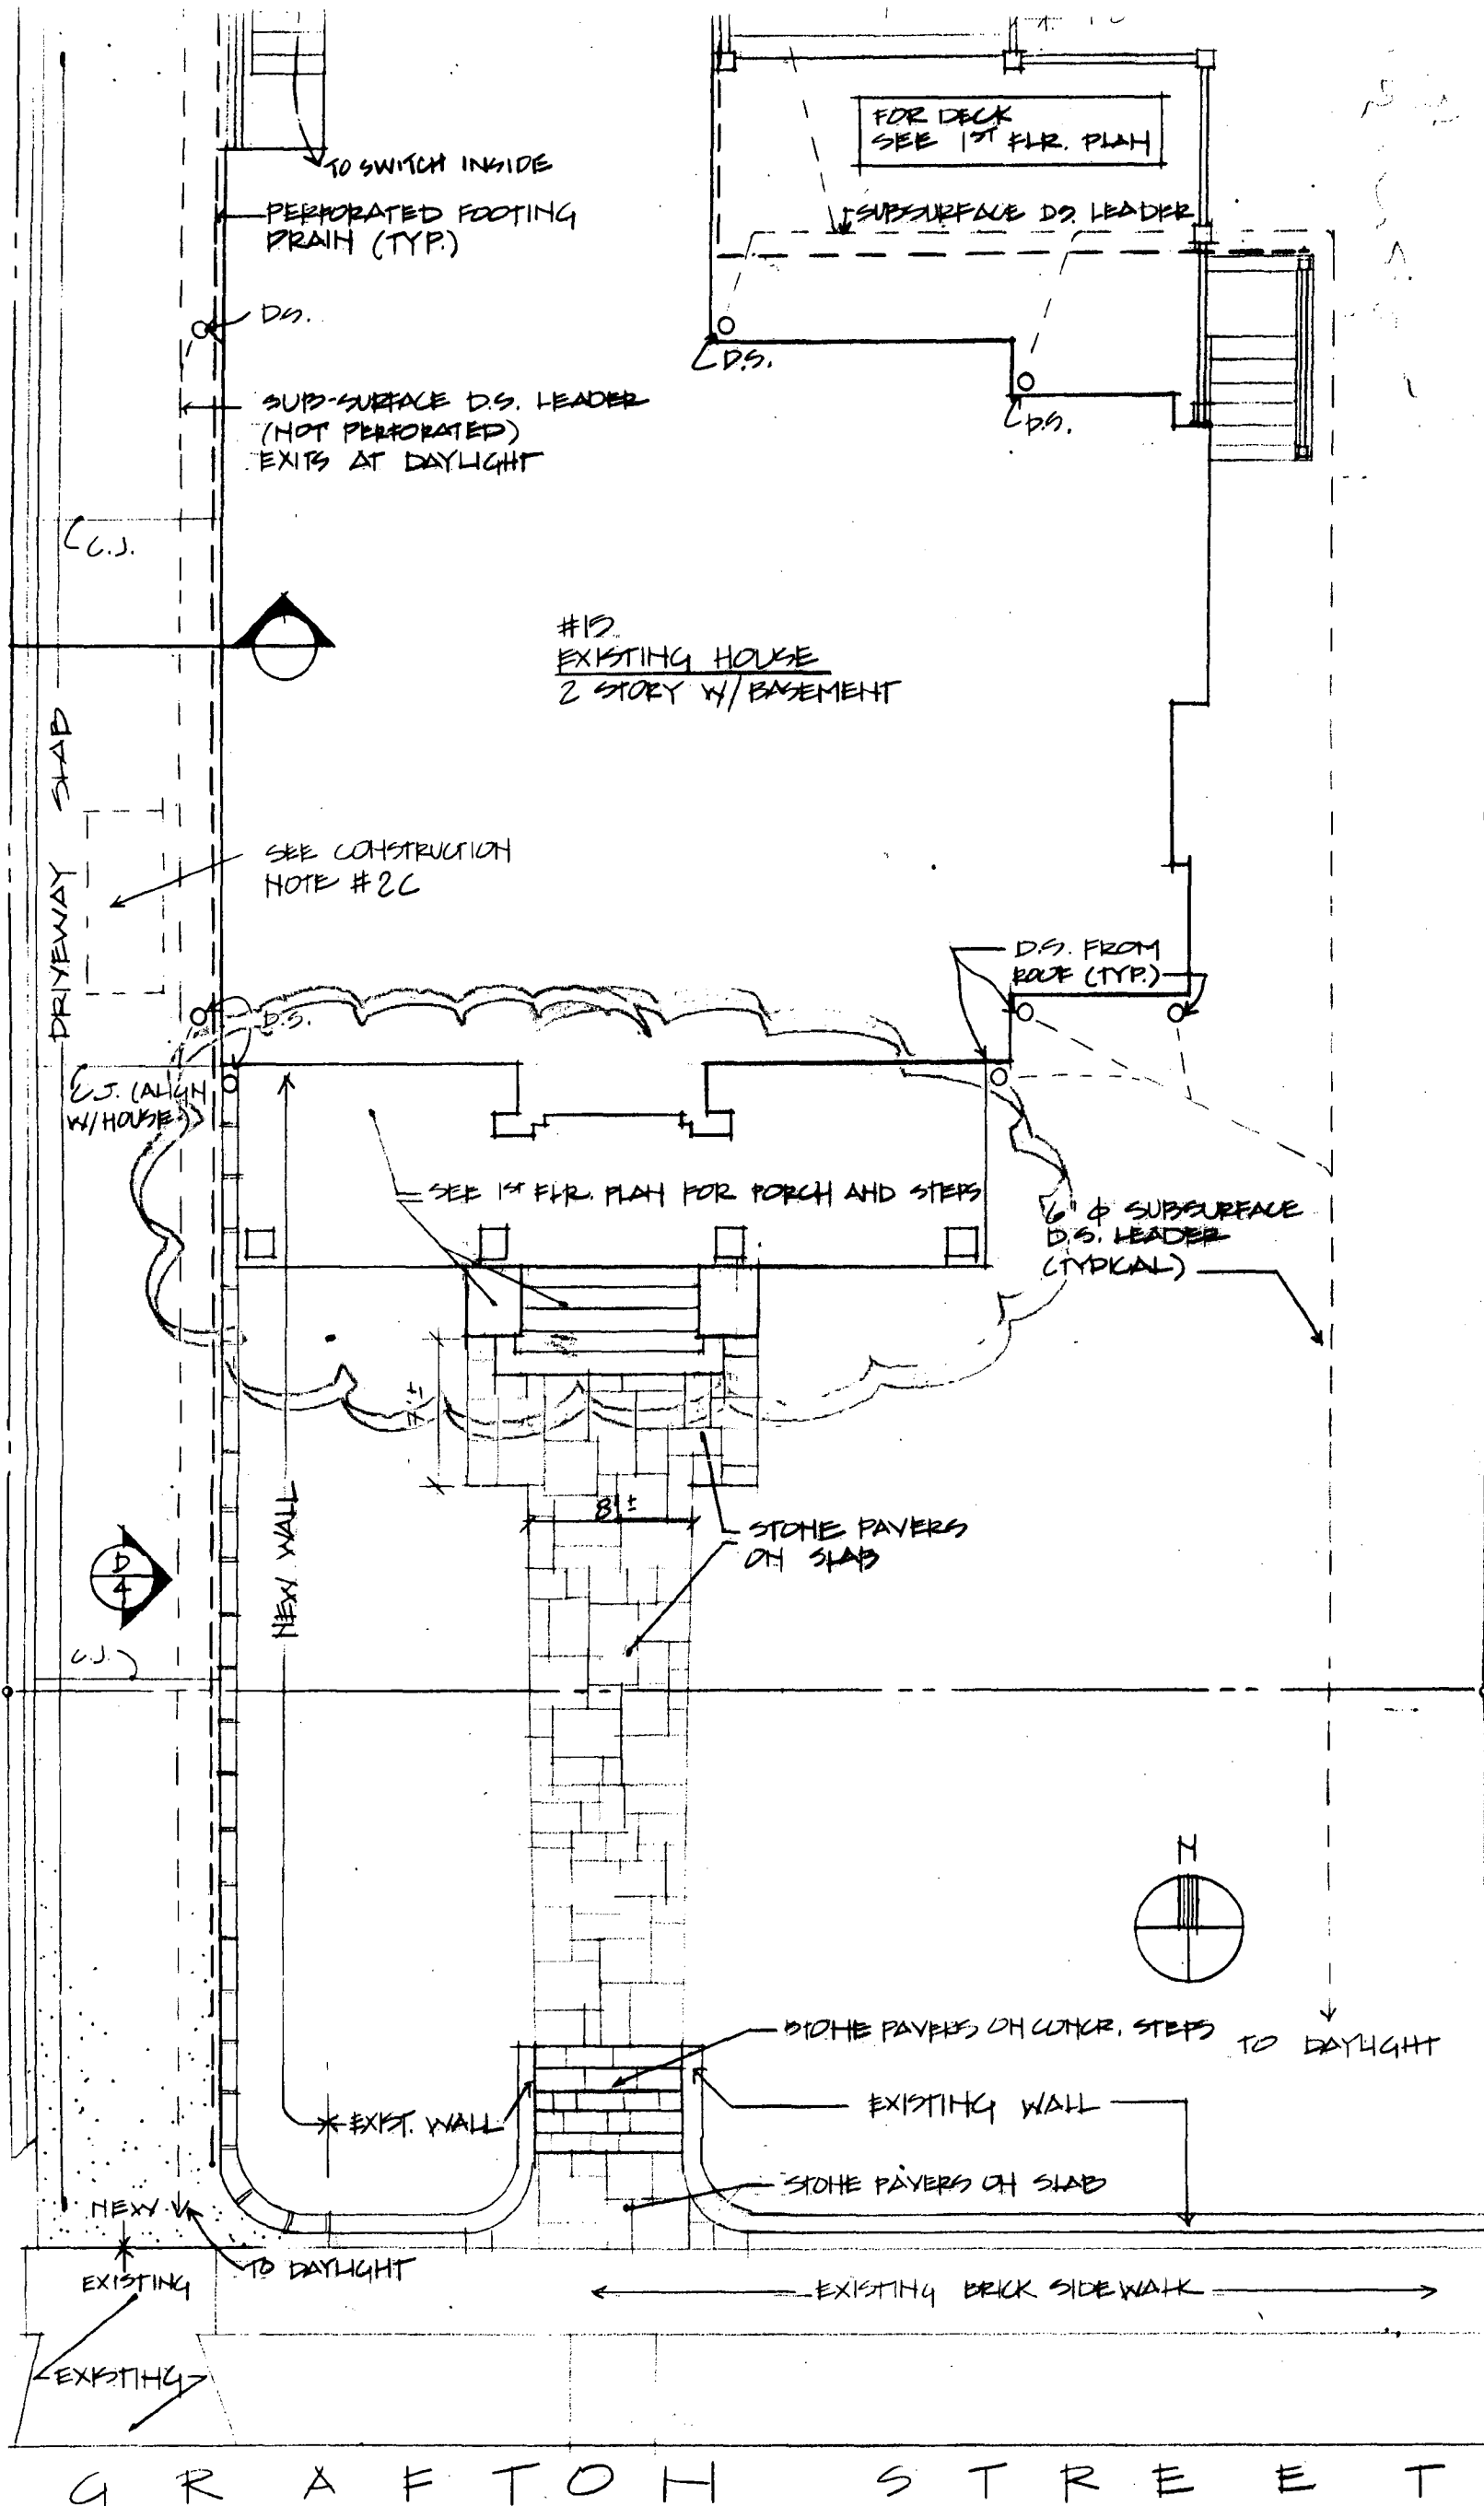 FOR DECK
SEE 1ST FLR. PLAN
TO SWITCH INSIDE
PERFORATED FOOTING
DRAIN (TYP.)
SUBSURFACE DS. LEADER
DS.
D.S.
D.S.
SUB-SURFACE D.S. LEADER
(NOT PERFORATED)
EXITS AT DAYLIGHT
C.J.
#15
EXISTING HOUSE
2 STORY W/ BASEMENT
DRIVEWAY SLAB
SEE CONSTRUCTION
NOTE #2C
D.S. FROM
ROOF (TYP.)
D.S.
C.J. (ALIGN
W/HOUSE)
SEE 1ST FLR. PLAN FOR PORCH AND STEPS
6" φ SUBSURFACE
D.S. LEADER
(TYPICAL)
8'±
NEW WALL
STONE PAVERS
ON SLAB
D
4
C.J.
N
STONE PAVERS ON CONCR. STEPS
TO DAYLIGHT
EXIST. WALL
EXISTING WALL
STONE PAVERS ON SLAB
NEW
EXISTING
TO DAYLIGHT
EXISTING BRICK SIDEWALK
EXISTING
GRAFTON STREET